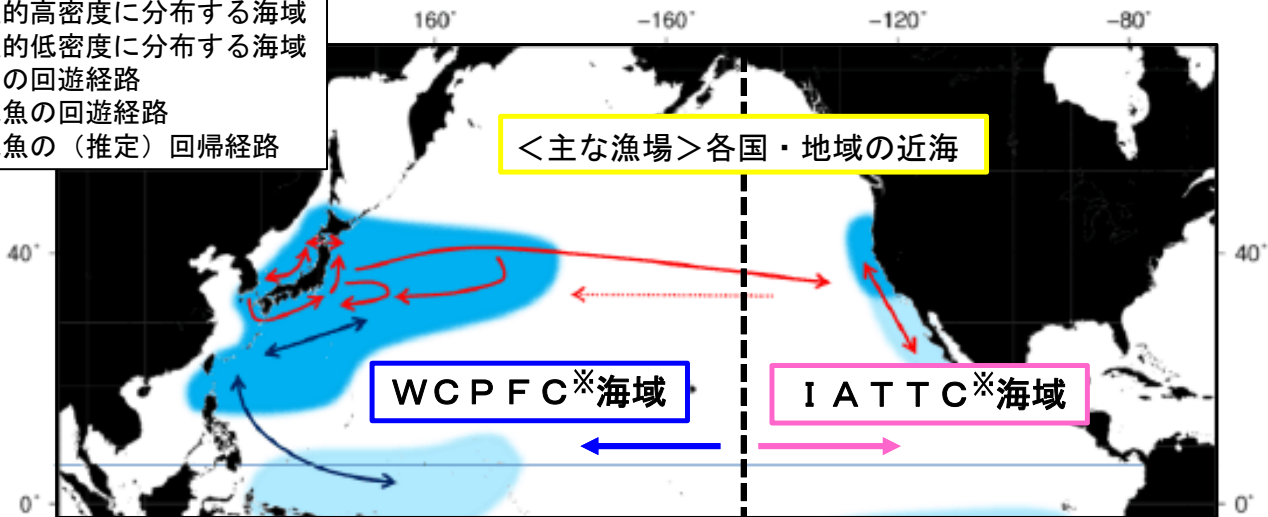 160°
-160°
-120°
-80°
的高密度に分布する海域
的低密度に分布する海域
の回遊経路
魚の回遊経路
魚の（推定）回帰経路
＜主な漁場＞各国・地域の近海
40°
40°
ＷＣＰＦＣ※海域
ＩＡＴＴＣ※海域
0°
0°